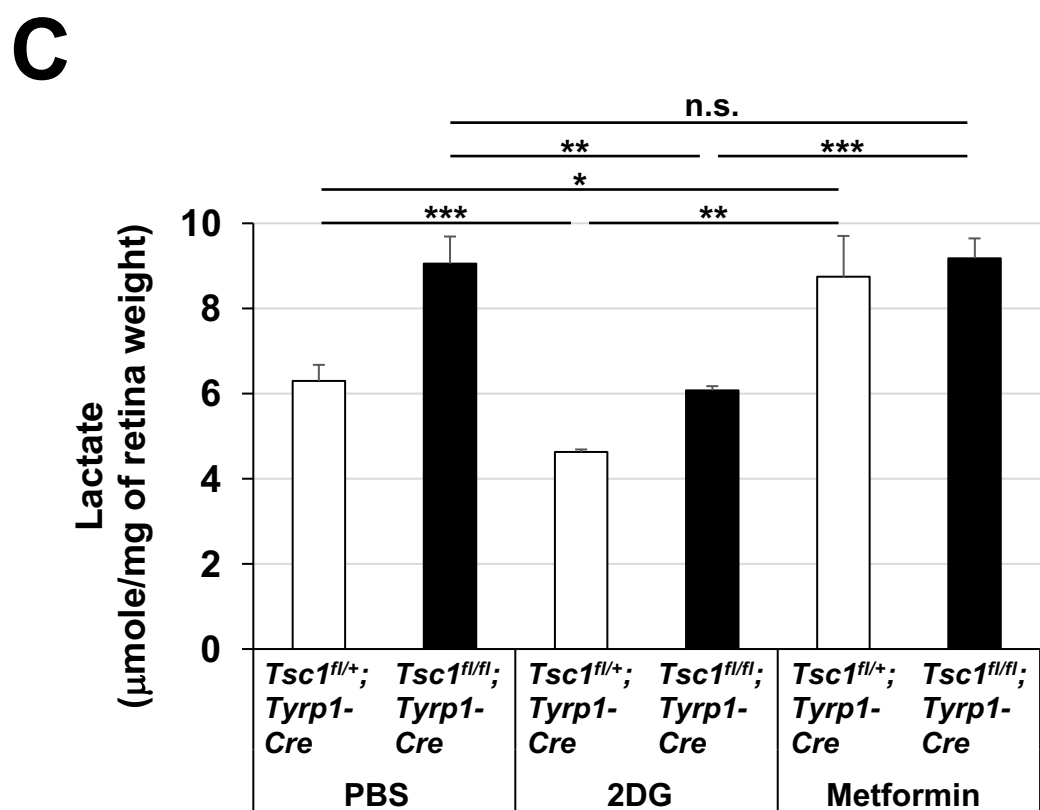 C
n.s.
** ***
*
*** **
Lactate
(μmole/mg of retina weight)
10
8
6
4
2
0
Tsc1fl/+; Tsc1fl/fl; Tsc1fl/+; Tsc1fl/fl; Tsc1fl/+; Tsc1fl/fl;
Tyrp1- Tyrp1- Tyrp1- Tyrp1- Tyrp1- Tyrp1-
Cre Cre Cre Cre Cre Cre
PBS 2DG Metformin